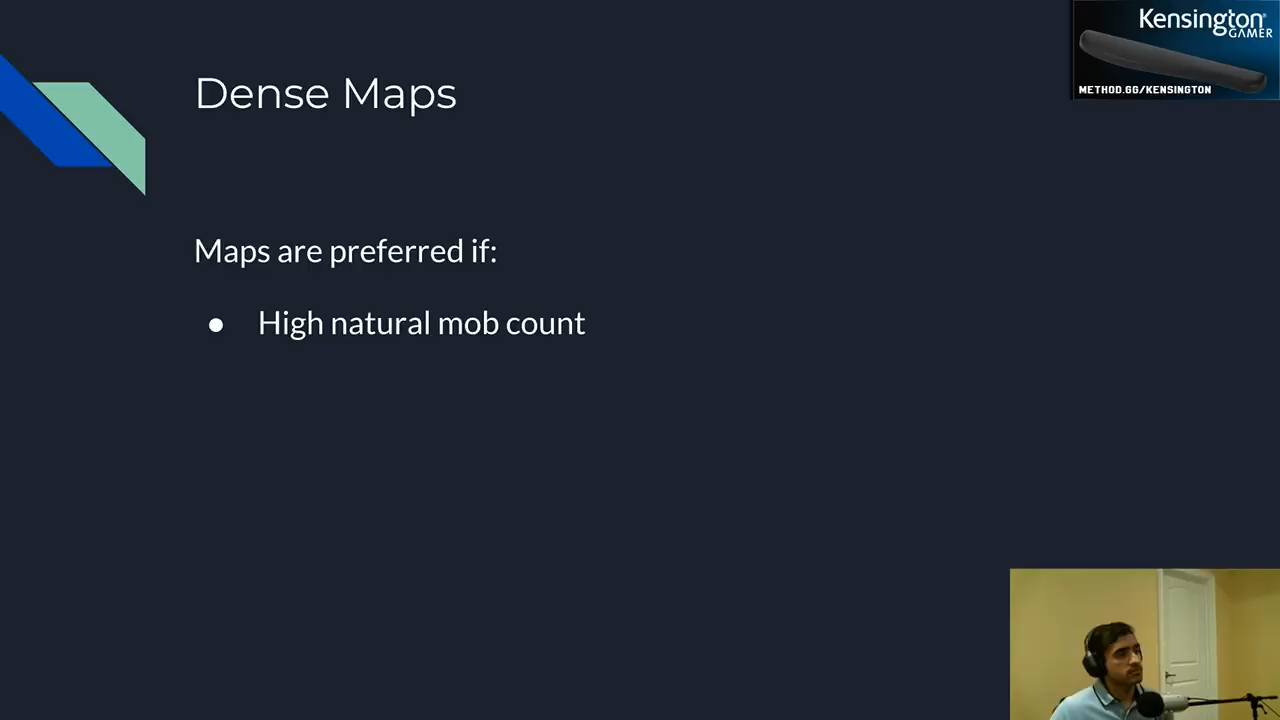 Kensington
GAMER
METHOD.GG/KENSINGTON
Dense Maps
Maps are preferred if:
● High natural mob count